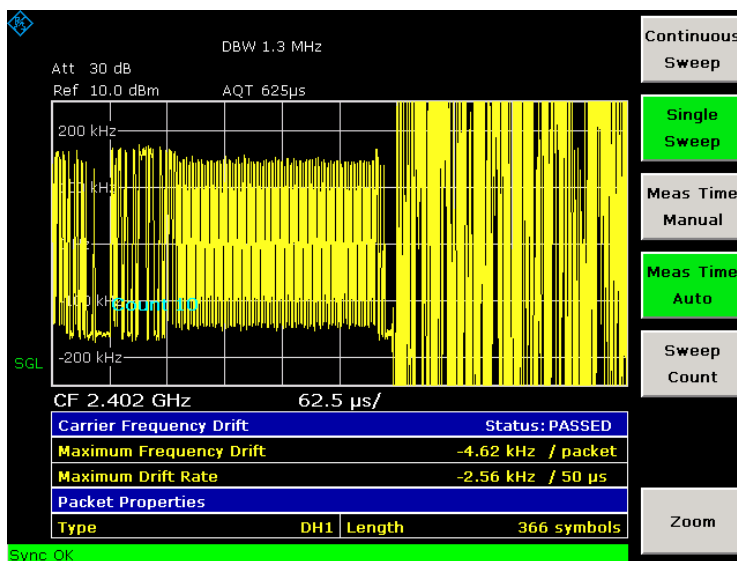 DBW 1.3 MHz
Att 30 dB
Ref 10.0 dBm AQT 625µs
200 kHz
kHz
-200 kHz
Count 10
SGL
CF 2.402 GHz 62.5 µs/
Carrier Frequency Drift Status: PASSED
Maximum Frequency Drift -4.62 kHz / packet
Maximum Drift Rate -2.56 kHz / 50 µs
Packet Properties
Type DH1 Length 366 symbols
Sync OK
Continuous
Sweep
Single
Sweep
Meas Time
Manual
Meas Time
Auto
Sweep
Count
Zoom